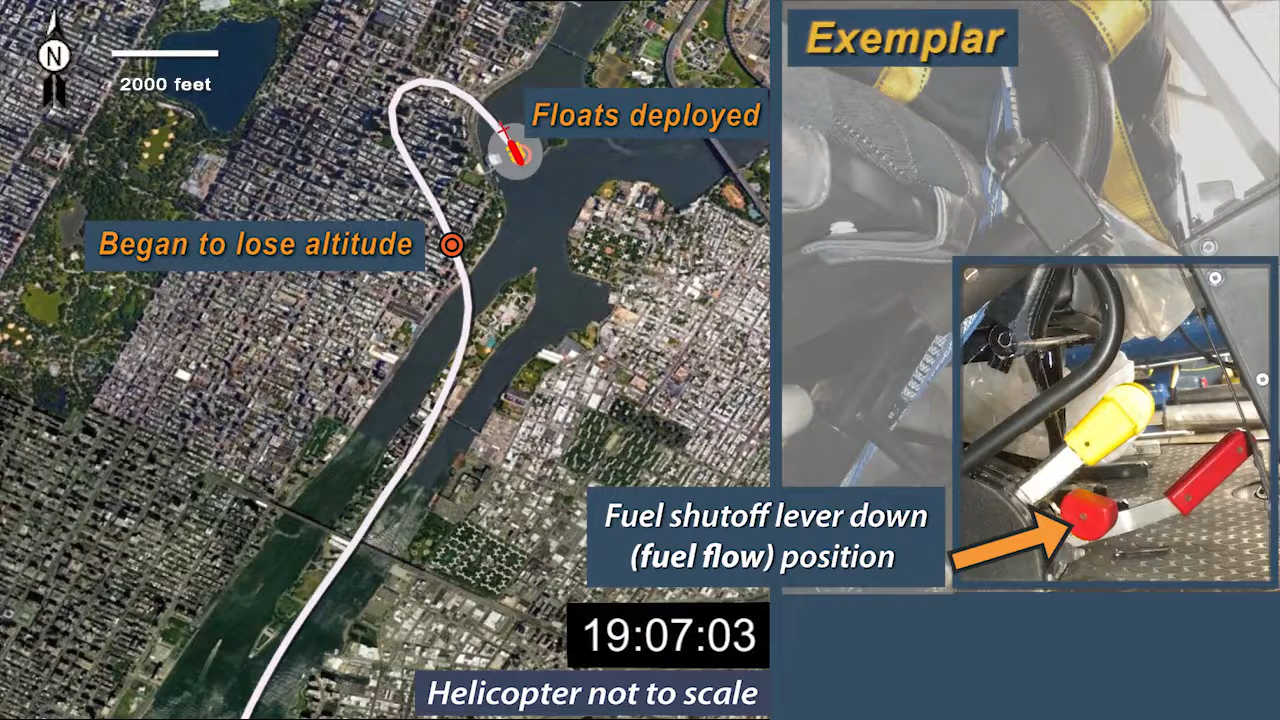 N
2000 feet
Floats deployed
Began to lose altitude
Exemplar
Fuel shutoff lever down
(fuel flow) position
19:07:03
Helicopter not to scale